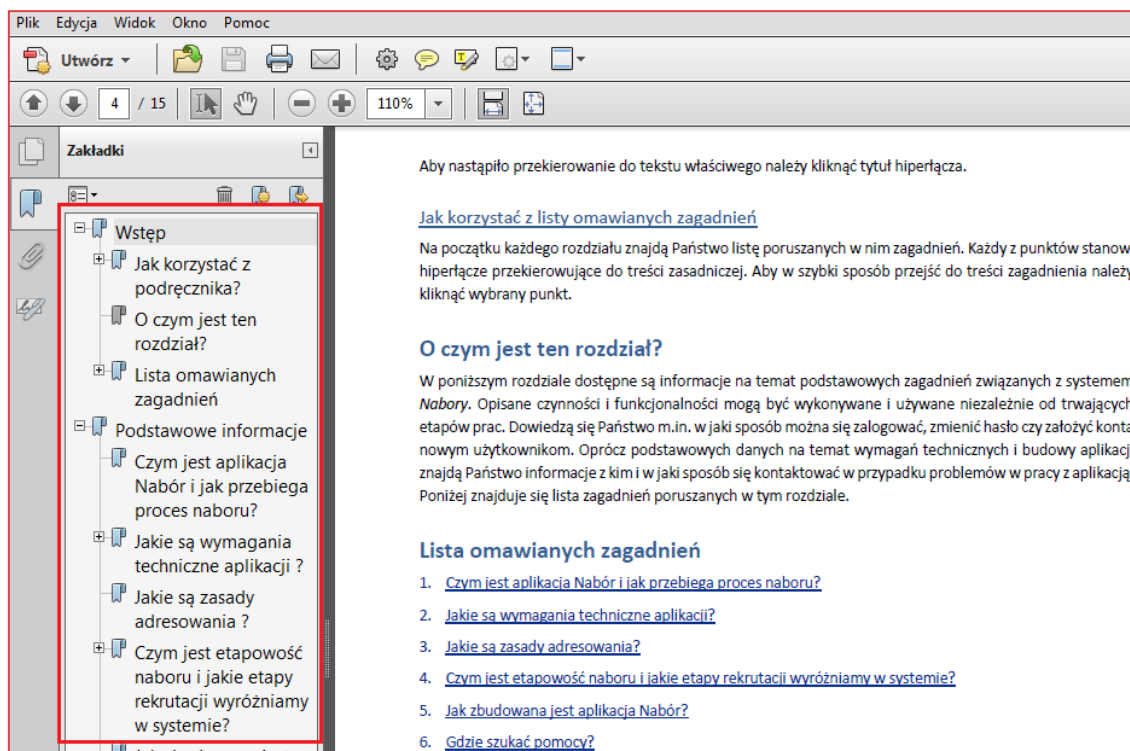 Plik Edycja Widok Okno Pomoc
Utwórz
4 / 15 110%
Zakładki
Wstęp
Jak korzystać z
podręcznika?
O czym jest ten
rozdział?
Lista omawianych
zagadnień
Podstawowe informacje
Czym jest aplikacja
Nabór i jak przebiega
proces naboru?
Jakie są wymagania
techniczne aplikacji ?
Jakie są zasady
adresowania ?
Czym jest etapowość
naboru i jakie etapy
rekrutacji wyróżniamy
w systemie?
Aby nastąpiło przekierowanie do tekstu właściwego należy kliknąć tytuł hiperłącza.
Jak korzystać z listy omawianych zagadnień
Na początku każdego rozdziału znajdą Państwo listę poruszanych w nim zagadnień. Każdy z punktów stanow
hiperłącze przekierowujące do treści zasadniczej. Aby w szybki sposób przejść do treści zagadnienia należy
kliknąć wybrany punkt.
O czym jest ten rozdział?
W poniższym rozdziale dostępne są informacje na temat podstawowych zagadnień związanych z systemem
Nabory. Opisane czynności i funkcjonalności mogą być wykonywane i używane niezależnie od trwających
etapów prac. Dowiedzą się Państwo m.in. w jaki sposób można się zalogować, zmienić hasło czy założyć konta
nowym użytkownikom. Oprócz podstawowych danych na temat wymagań technicznych i budowy aplikacj
znajdą Państwo informacje z kim i w jaki sposób się kontaktować w przypadku problemów w pracy z aplikacją
Poniżej znajduje się lista zagadnień poruszanych w tym rozdziale.
Lista omawianych zagadnień
1. Czym jest aplikacja Nabór i jak przebiega proces naboru?
2. Jakie są wymagania techniczne aplikacji?
3. Jakie są zasady adresowania?
4. Czym jest etapowość naboru i jakie etapy rekrutacji wyróżniamy w systemie?
5. Jak zbudowana jest aplikacja Nabór?
6. Gdzie szukać pomocy?